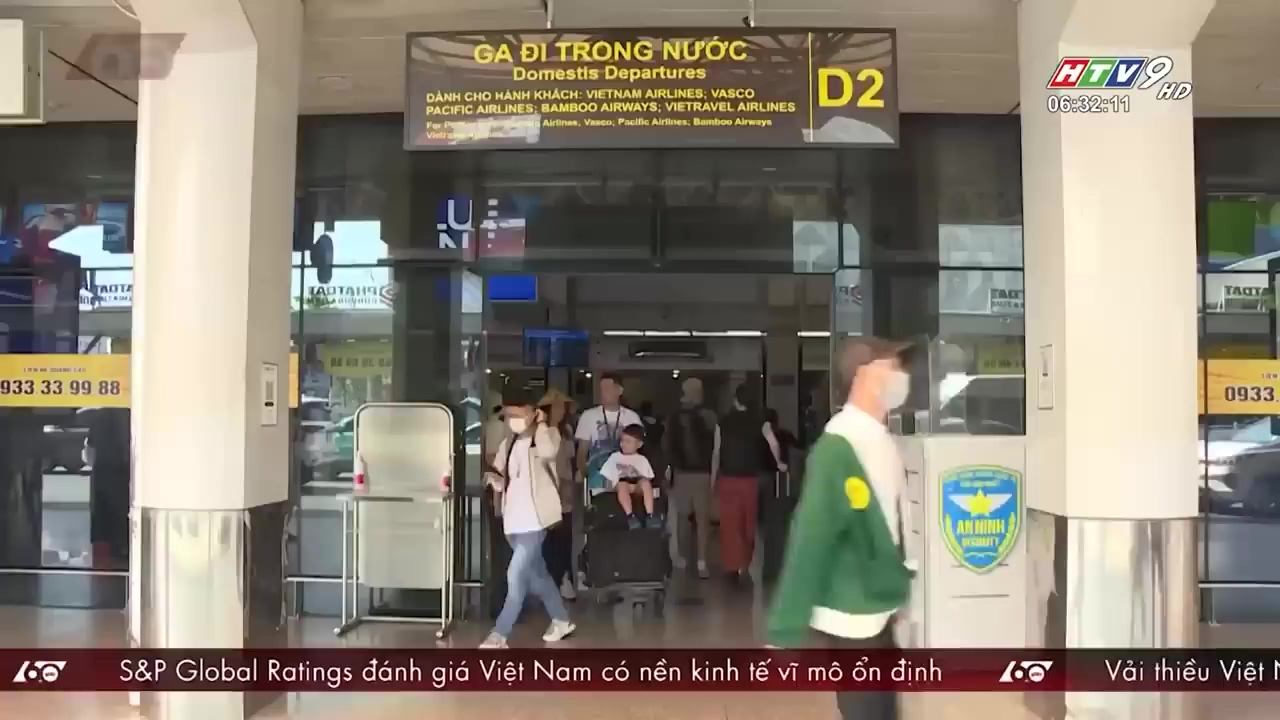 GA ĐI TRONG NƯỚC
Domestis Departures
DÀNH CHO HÀNH KHÁCH: VIETNAM AIRLINES; VASCO
PACIFIC AIRLINES; BAMBOO AIRWAYS; VIETRAVEL AIRLINES
Airlines; Vasco; Pacific Airlines; Bamboo Airways
D2
HTV9 HD
06:32:11
933 33 99 88
0933
AN NINH
SECURITY
S&P Global Ratings đánh giá Việt Nam có nền kinh tế vĩ mô ổn định
Vải thiều Việt